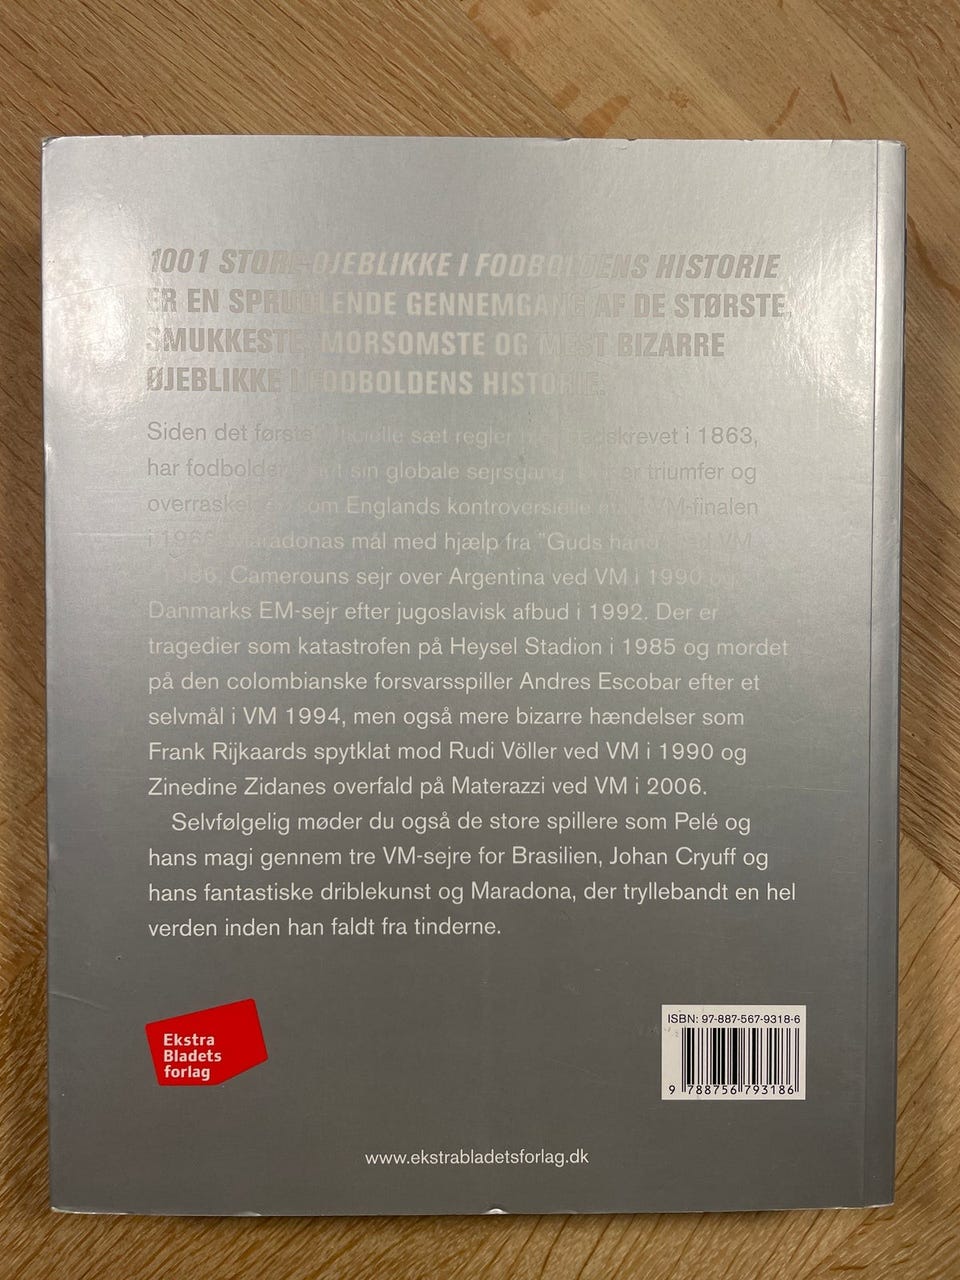 1001 STORE ØJEBLIKKE I FODBOLDENS HISTORIE
ER EN SPRUDLENDE GENNEMGANG AF DE STØRSTE,
SMUKKESTE, MORSOMSTE OG MEST BIZARRE
ØJEBLIKKE I FODBOLDENS HISTORIE.
Siden det første officielle sæt regler blev nedskrevet i 1863,
har fodbolden sin globale sejrsgang. er triumfer og
som Englands kontroversielle mål VM-finalen
i 1966, Maradonas mål med hjælp fra "Guds hånd" ved VM
1986, Camerouns sejr over Argentina ved VM i 1990 og
Danmarks EM-sejr efter jugoslavisk afbud i 1992. Der er
tragedier som katastrofen på Heysel Stadion i 1985 og mordet
på den colombianske forsvarsspiller Andres Escobar efter et
selvmål i VM 1994, men også mere bizarre hændelser som
Frank Rijkaards spytklat mod Rudi Völler ved VM i 1990 og
Zinedine Zidanes overfald på Materazzi ved VM i 2006.
Selvfølgelig møder du også de store spillere som Pelé og
hans magi gennem tre VM-sejre for Brasilien, Johan Cryuff og
hans fantastiske driblekunst og Maradona, der tryllebandt en hel
verden inden han faldt fra tinderne.
Ekstra
Bladets
forlag
ISBN: 97-887-567-9318-6
9 788756 793186
www.ekstrabladetsforlag.dk